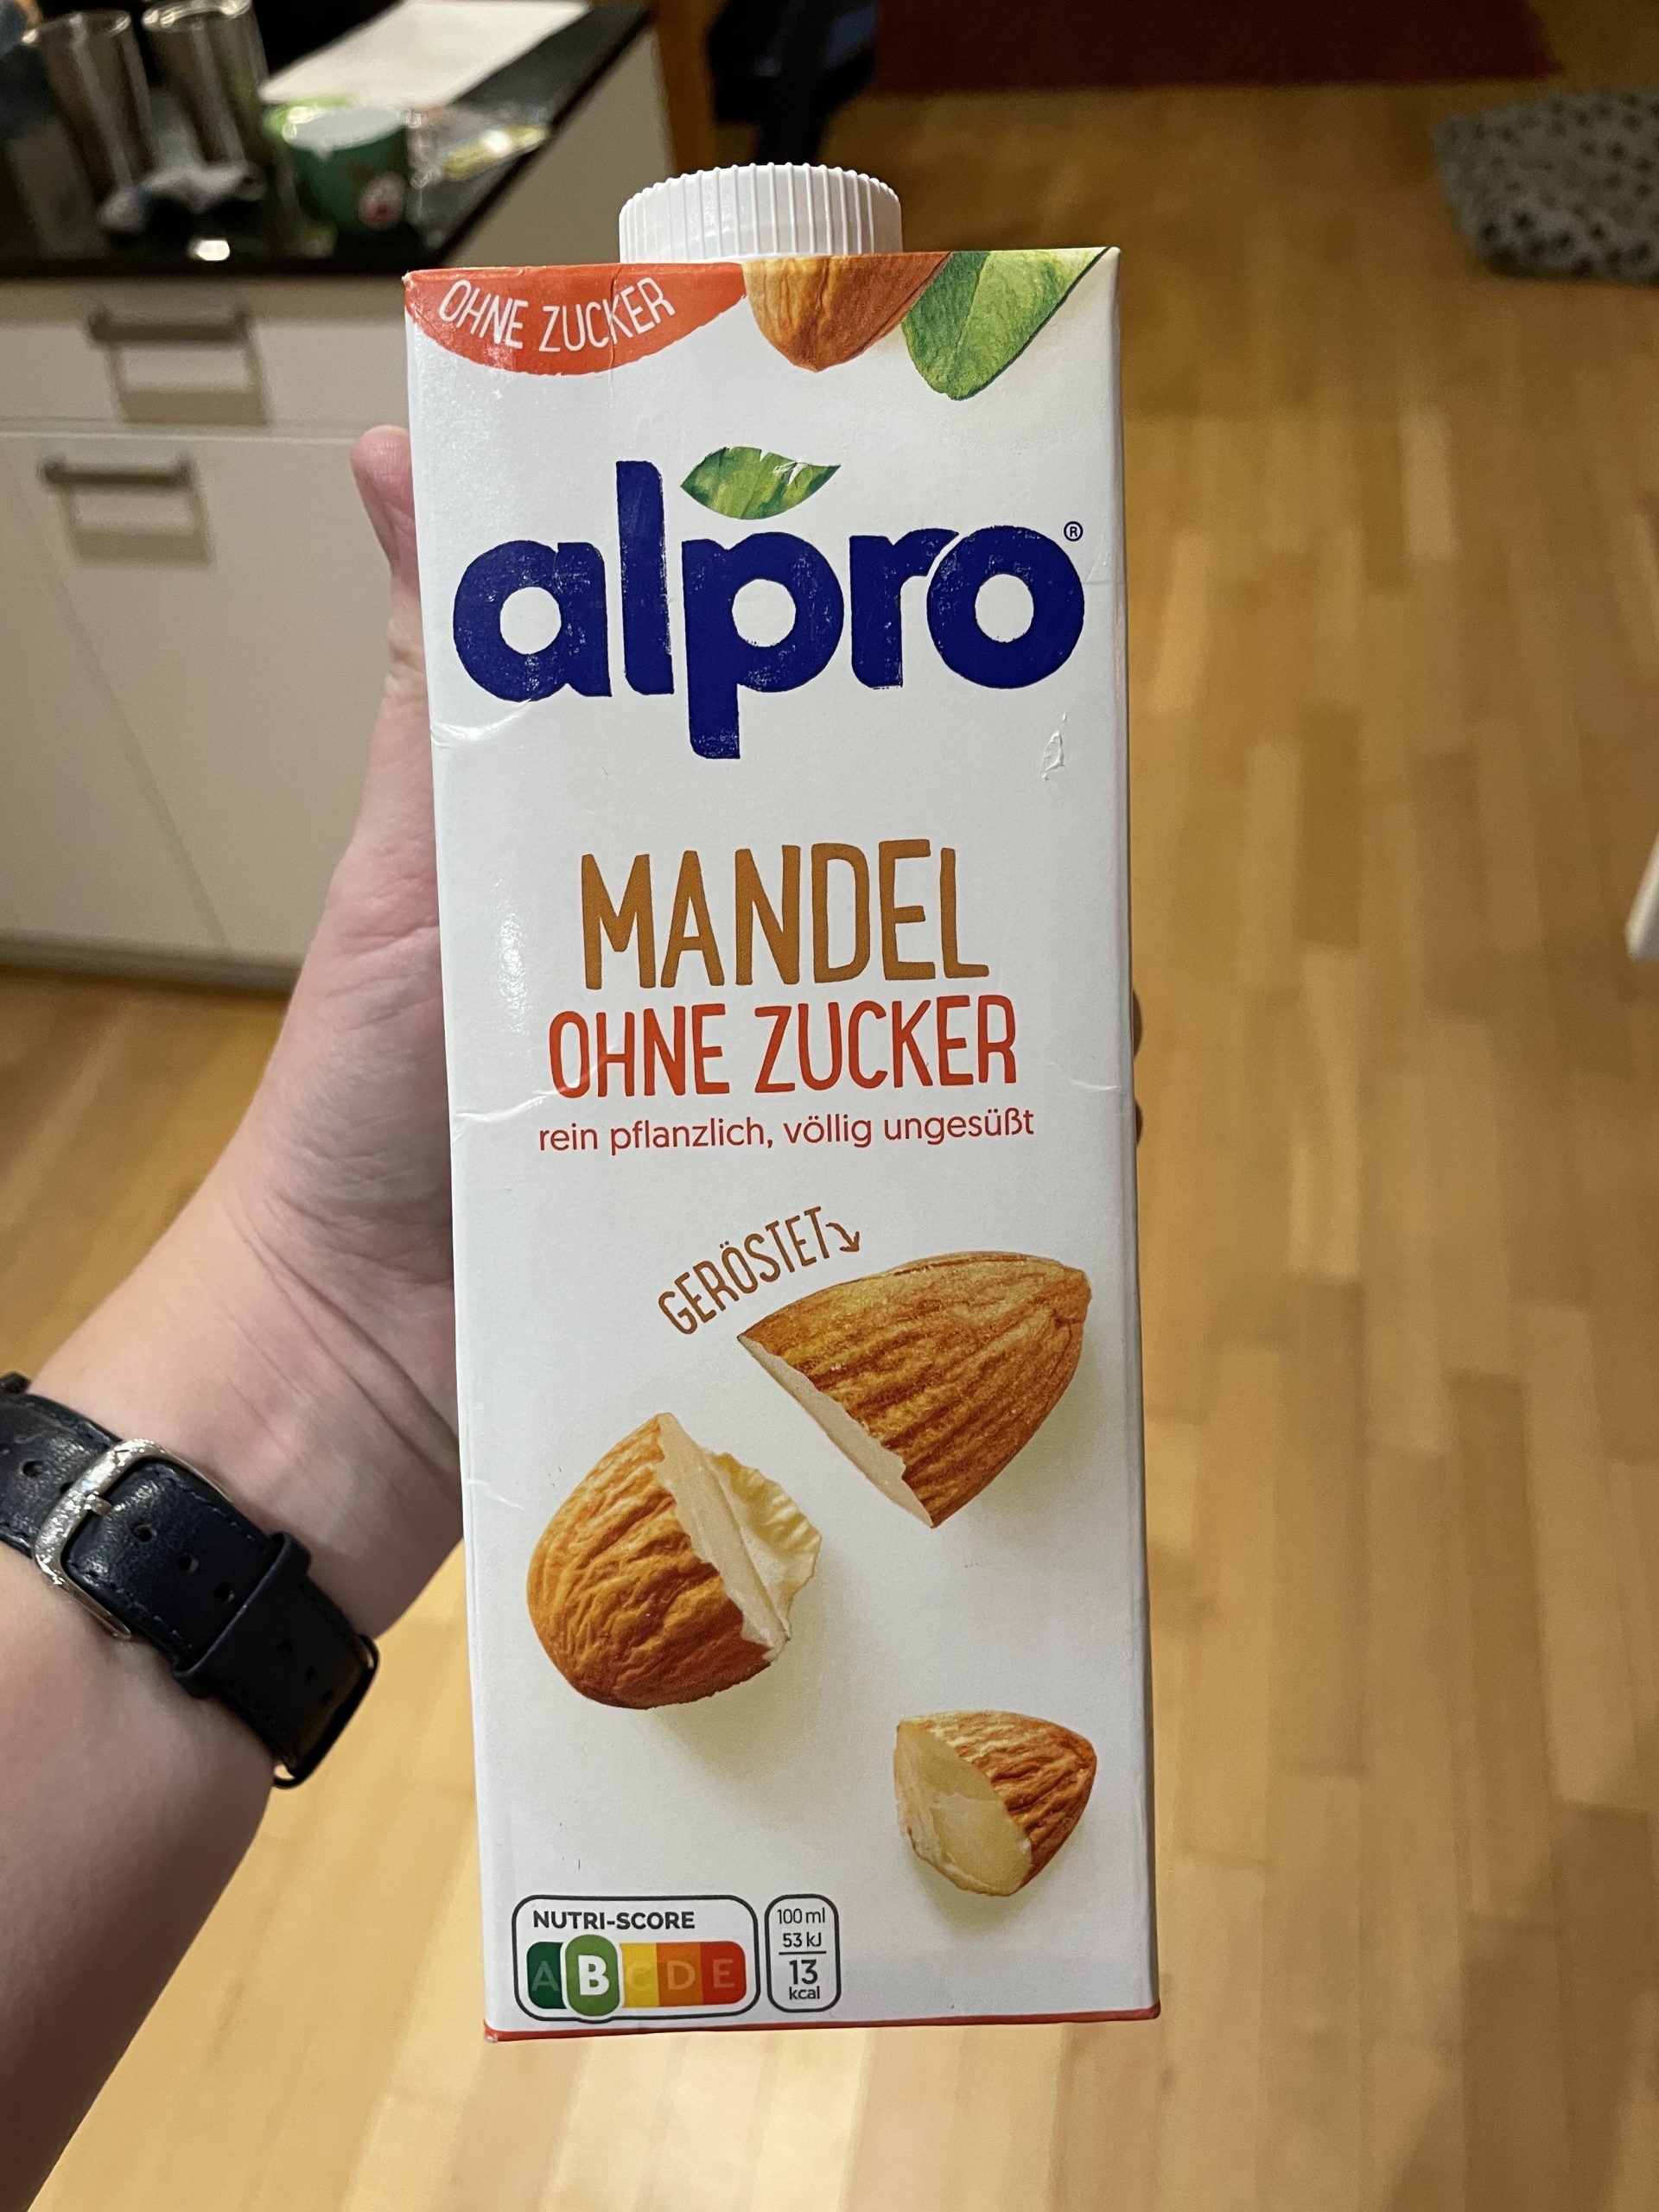 OHNE ZUCKER
alpro®
MANDEL
OHNE ZUCKER
rein pflanzlich, völlig ungesüßt
GERÖSTET
NUTRI-SCORE
A B C D E
100 ml
53 kJ
13
kcal